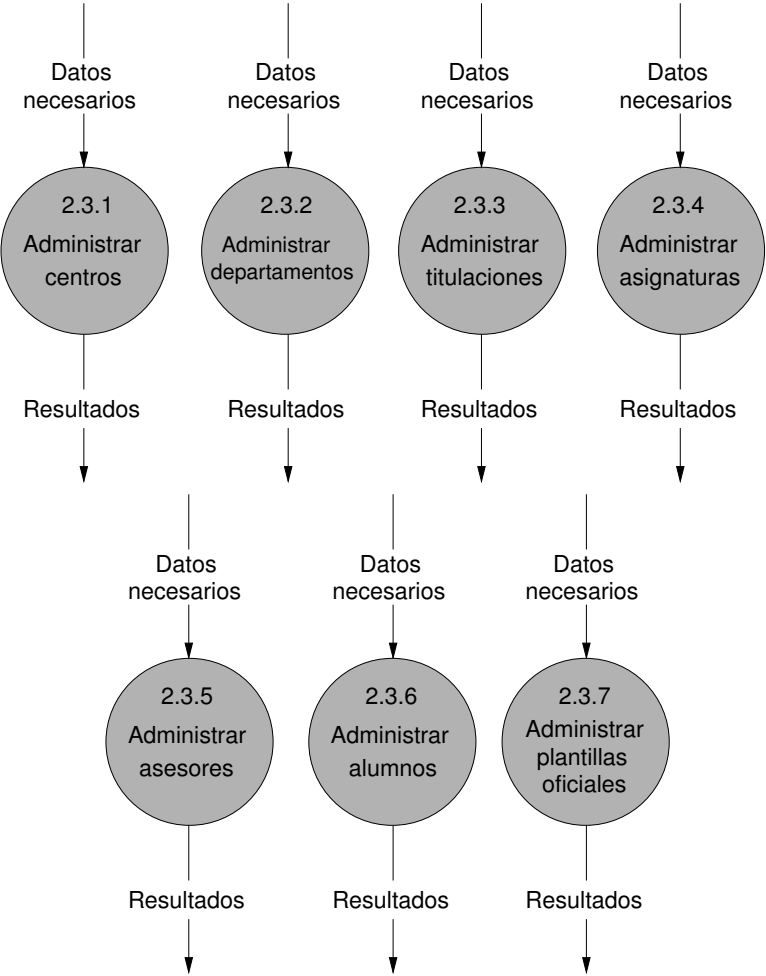 Datos
necesarios
Datos
necesarios
Datos
necesarios
Datos
necesarios
2.3.1
Administrar
centros
2.3.2
Administrar
departamentos
2.3.3
Administrar
titulaciones
2.3.4
Administrar
asignaturas
Resultados
Resultados
Resultados
Resultados
Datos
necesarios
Datos
necesarios
Datos
necesarios
2.3.5
Administrar
asesores
2.3.6
Administrar
alumnos
2.3.7
Administrar
plantillas
oficiales
Resultados
Resultados
Resultados